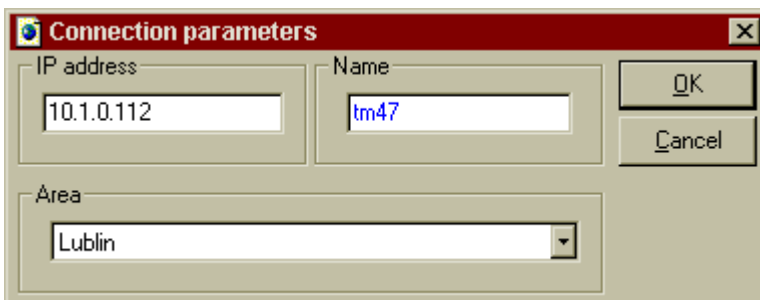 Connection parameters
IP address
Name
OK
10.1.0.112
tm47
Cancel
Area
Lublin